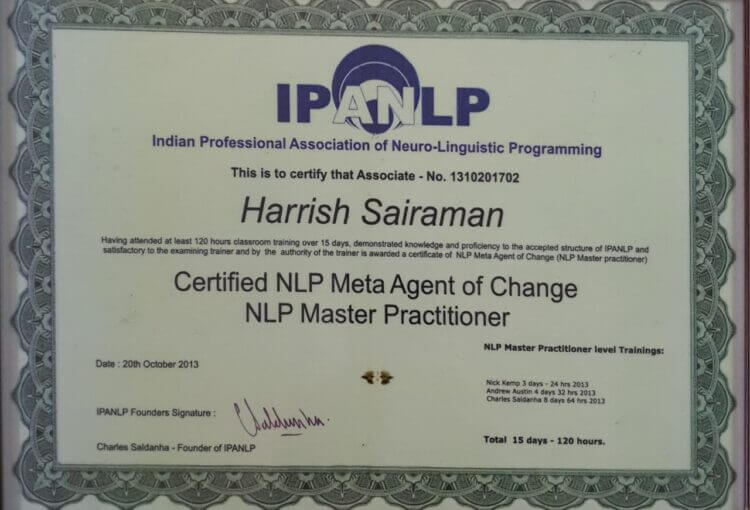 IPANLP
Indian Professional Association of Neuro-Linguistic Programming
This is to certify that Associate - No. 1310201702
Harrish Sairaman
Having attended at least 120 hours classroom training over 15 days, demonstrated knowledge and proficiency to the accepted structure of IPANLP and
satisfactory to the examining trainer and by the authority of the trainer is awarded a certificate of NLP Meta Agent of Change (NLP Master practitioner)
Certified NLP Meta Agent of Change
NLP Master Practitioner
NLP Master Practitioner level Trainings:
Date : 20th October 2013
Nick Kemp 3 days - 24 hrs 2013
Andrew Austin 4 days 32 hrs 2013
Charles Saldanha 8 days 64 hrs 2013
IPANLP Founders Signature :
CSaldanha
Charles Saldanha - Founder of IPANLP
Total 15 days - 120 hours.